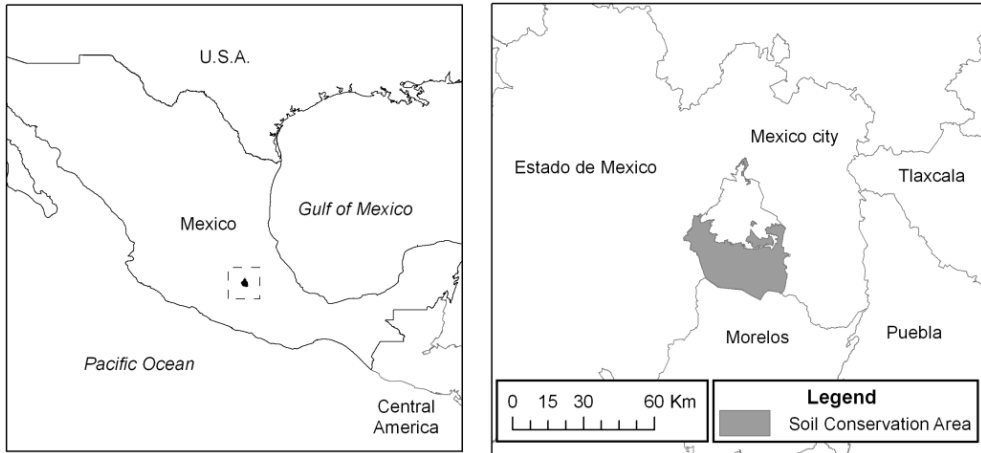 U.S.A.
Mexico
Gulf of Mexico
Pacific Ocean
Central
America
Mexico city
Estado de Mexico
Tlaxcala
Morelos
Puebla
0 15 30 60 Km
Legend
Soil Conservation Area